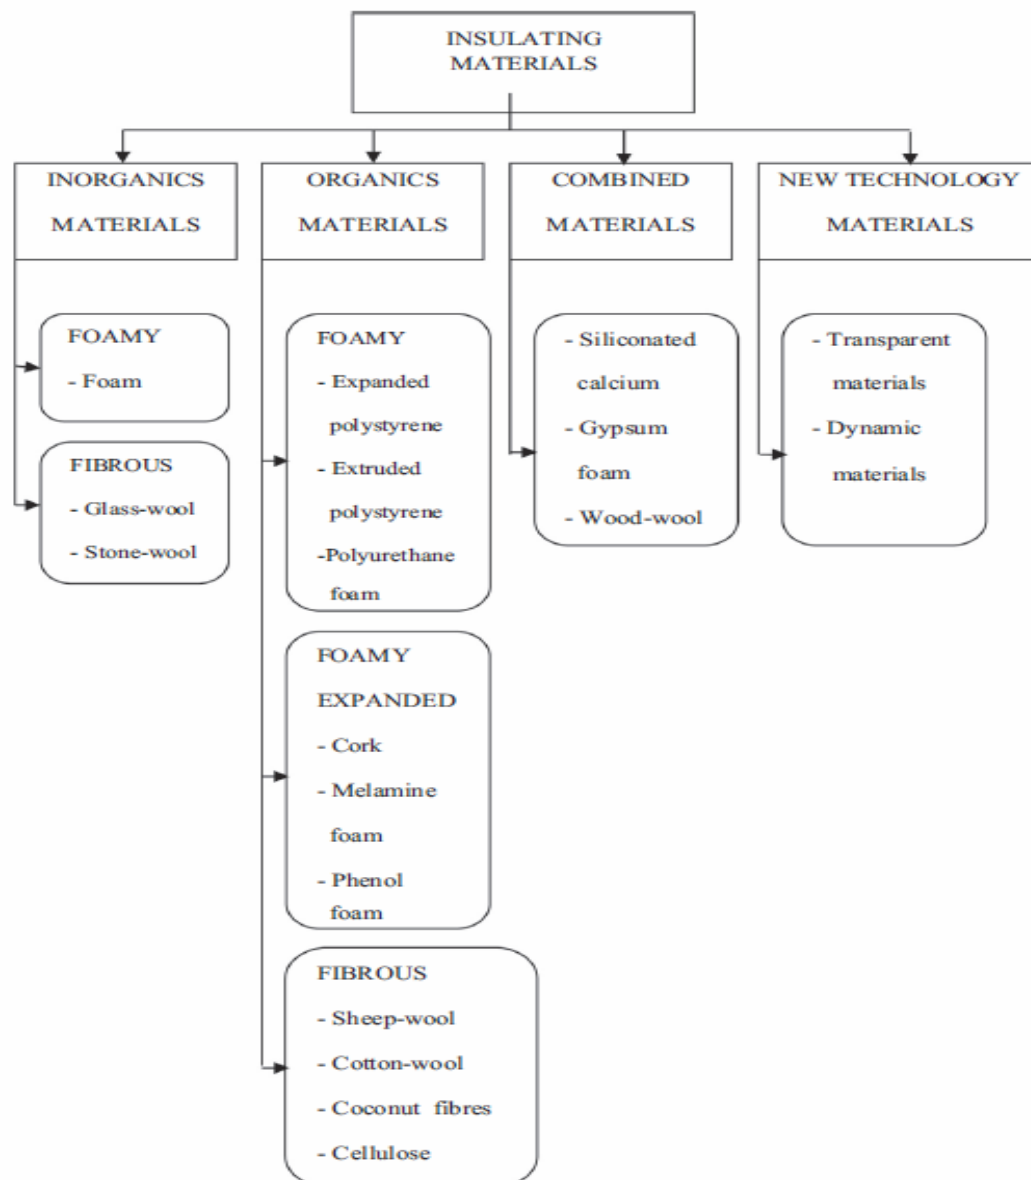 INSULATING
MATERIALS
INORGANICS
MATERIALS
ORGANICS
MATERIALS
COMBINED
MATERIALS
NEW TECHNOLOGY
MATERIALS
FOAMY
- Foam
FIBROUS
- Glass-wool
- Stone-wool
FOAMY
- Expanded
polystyrene
- Extruded
polystyrene
-Polyurethane
foam
FOAMY
EXPANDED
- Cork
- Melamine
foam
- Phenol
foam
FIBROUS
- Sheep-wool
- Cotton-wool
- Coconut fibres
- Cellulose
- Siliconated
calcium
- Gypsum
foam
- Wood-wool
- Transparent
materials
- Dynamic
materials